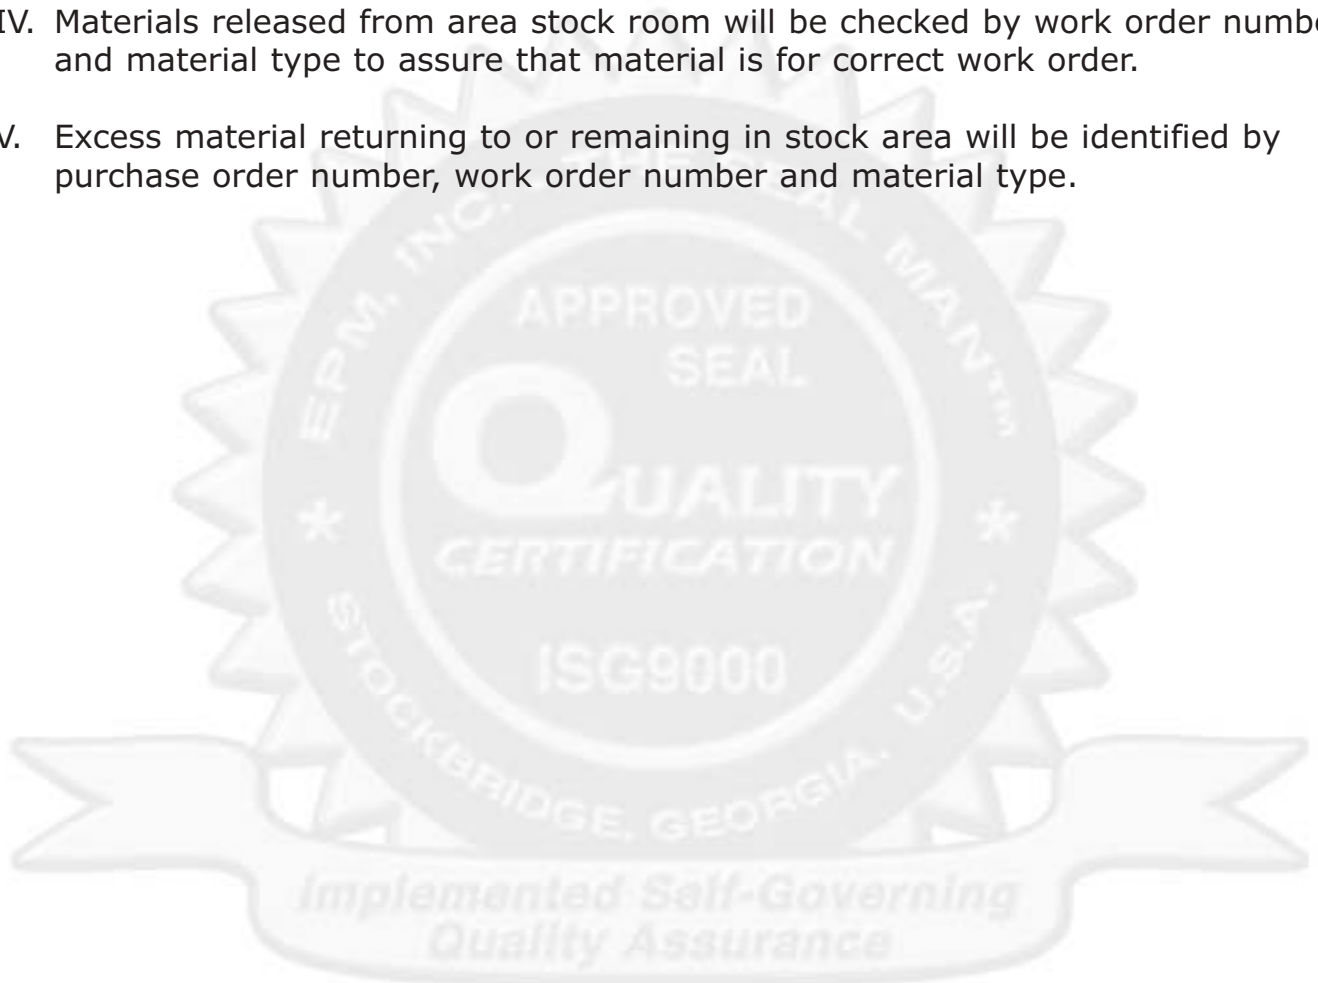 IV. Materials released from area stock room will be checked by work order numbe
and material type to assure that material is for correct work order.
V. Excess material returning to or remaining in stock area will be identified by
purchase order number, work order number and material type.
EPM, INC. THE SEAL MAN™
APPROVED
SEAL
QUALITY
CERTIFICATION
ISG9000
* STOCKBRIDGE, GEORGIA, U.S.A. *
Implemented Self-Governing
Quality Assurance